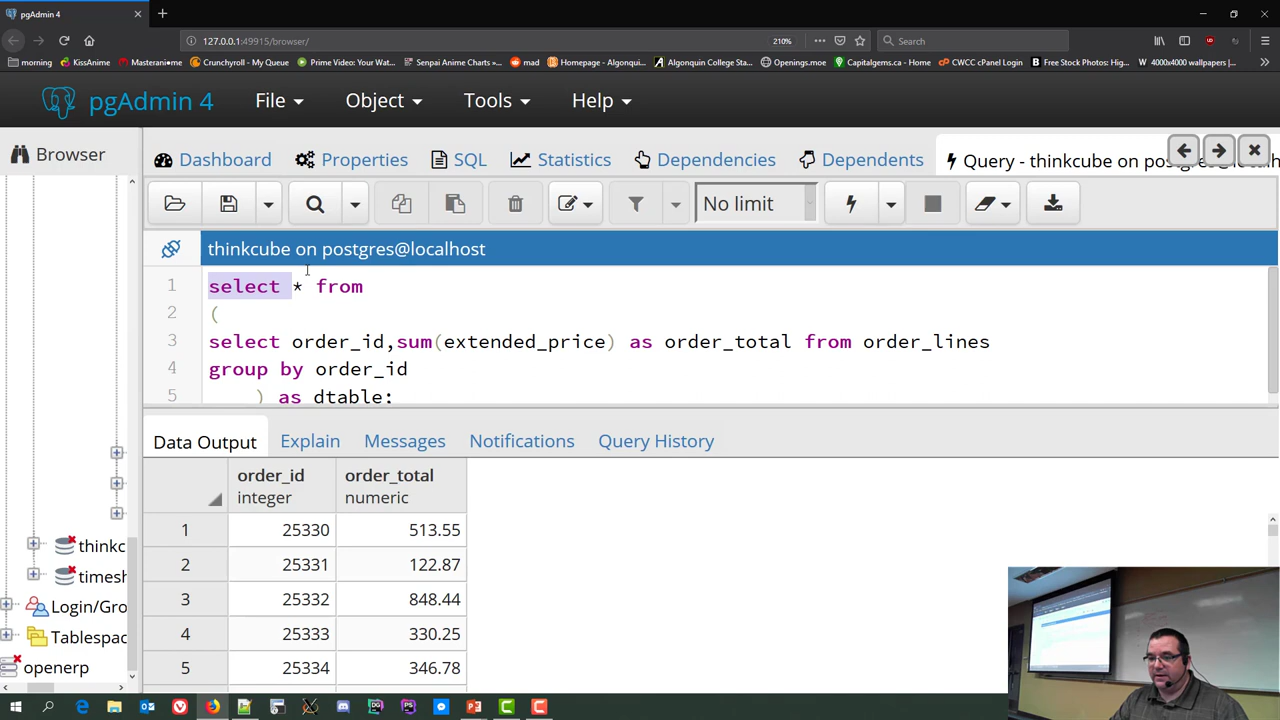 pgAdmin 4
127.0.0.1:49915/browser/
210%
Search
morning
KissAnime
Masterani•me
Crunchyroll - My Queue
Prime Video: Your Wat...
Senpai Anime Charts »...
mad
Homepage - Algonqui...
Algonquin College Sta...
Openings.moe
Capitalgems.ca : Home
CWCC cPanel Login
Free Stock Photos: Hig...
4000x4000 wallpapers |...
pgAdmin 4
File
Object
Tools
Help
Browser
Dashboard
Properties
SQL
Statistics
Dependencies
Dependents
Query - thinkcube on postgres@l
No limit
thinkcube on postgres@localhost
1 select * from
2 (
3 select order_id,sum(extended_price) as order_total from order_lines
4 group by order_id
5 ) as dtable;
Data Output
Explain
Messages
Notifications
Query History
order_id integer
order_total numeric
1 25330 513.55
2 25331 122.87
3 25332 848.44
4 25333 330.25
5 25334 346.78
thinkc
timesh
Login/Gro
Tablespac
openerp